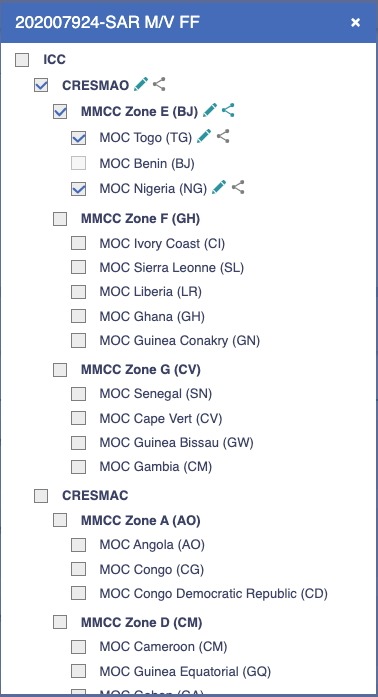 202007924-SAR M/V FF ×
ICC
CRESMAO
MMCC Zone E (BJ)
MOC Togo (TG)
MOC Benin (BJ)
MOC Nigeria (NG)
MMCC Zone F (GH)
MOC Ivory Coast (CI)
MOC Sierra Leonne (SL)
MOC Liberia (LR)
MOC Ghana (GH)
MOC Guinea Conakry (GN)
MMCC Zone G (CV)
MOC Senegal (SN)
MOC Cape Vert (CV)
MOC Guinea Bissau (GW)
MOC Gambia (CM)
CRESMAC
MMCC Zone A (AO)
MOC Angola (AO)
MOC Congo (CG)
MOC Congo Democratic Republic (CD)
MMCC Zone D (CM)
MOC Cameroon (CM)
MOC Guinea Equatorial (GQ)